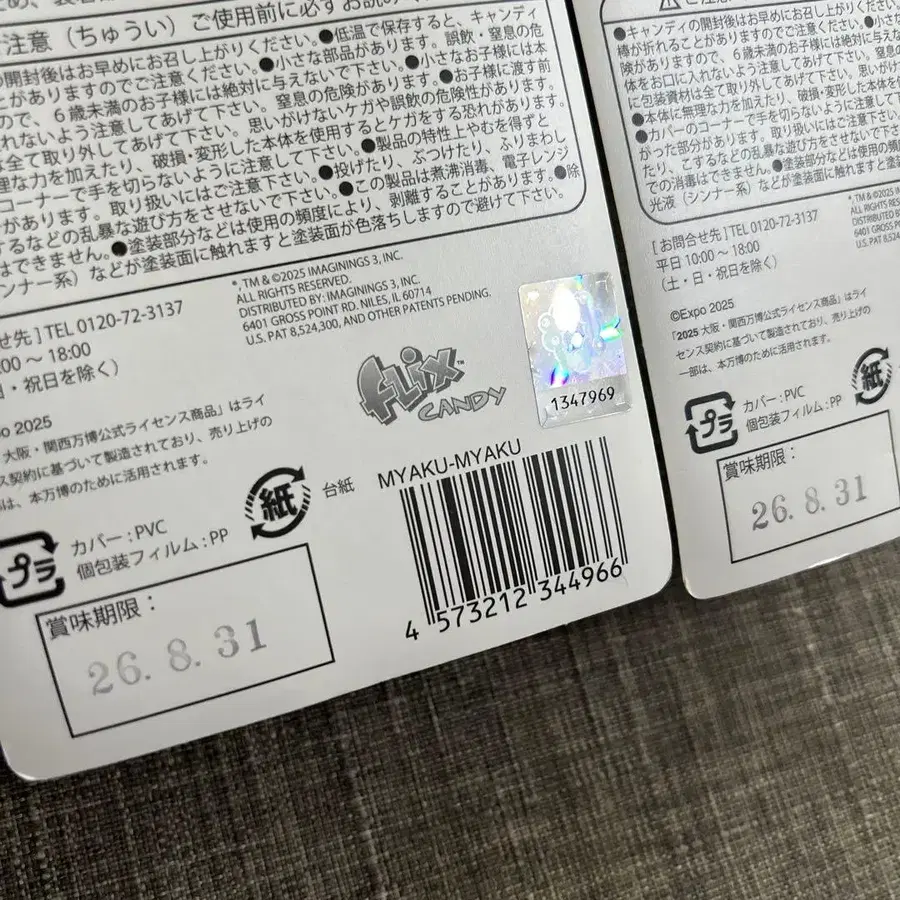 注意（ちゅうい）ご使用前に必ずお読み
の開封後はお早めにお召し上がりください。●低温で保存すると、キャンディ
とがありますのでご注意ください。●小さな部品があります。誤飲・窒息の危
ので、６歳未満のお子様には絶対に与えないで下さい。●小さなお子様には本
れないよう注意してあげて下さい。窒息の危険があります。●お子様に渡す前
は全て取り外してあげて下さい。思いがけないケガや誤飲の危険性があります。
理な力を加えたり、破損・変形した本体を使用するとケガをする恐れがあります。
コーナーで手を切らないように注意して下さい。●製品の特性上やむを得ずと
があります。取り扱いにはご注意下さい。●投げたり、ぶつけたり、ふりまわし
するなどの乱暴な遊び方をさせないで下さい。●この製品は煮沸消毒、電子レンジ
はできません。●塗装部分などは使用の頻度により、剥離することがあります。●除
シンナー系）などが塗装面に触れますと塗装面が色落ちしますので避けて下さい。
せ先］TEL 0120-72-3137
:00～18:00
日・祝日を除く）
*, TM & ©2025 IMAGININGS 3, INC.
ALL RIGHTS RESERVED.
DISTRIBUTED BY: IMAGININGS 3, INC.
6401 GROSS POINT RD. NILES, IL 60714
U.S. PAT 8,524,300, AND OTHER PATENTS PENDING.
flix™
CANDY
1347969
xpo 2025
大阪・関西万博公式ライセンス商品」はライ
ス契約に基づいて製造されており、売り上げの
は、本万博のために活用されます。
プラ
カバー：PVC
個包装フィルム：PP
紙
台紙
MYAKU-MYAKU
4 573212 344966
賞味期限：
26. 8. 31
●キャンディの開封後はお早めにお召し上がりください
棒が折れることがありますのでご注意ください。●小さな
険がありますので、６歳未満のお子様には絶対に与えな
体をお口に入れないよう注意してあげて下さい。窒息
に包装資材は全て取り外してあげて下さい。思いがけ
●本体に無理な力を加えたり、破損・変形した本体を使
●カバーのコーナーで手を切らないように注意して下
がった部分があります。取り扱いにはご注意下さい。
たり、こするなどの乱暴な遊び方をさせないで下
での消毒はできません。●塗装部分などは使用の頻
光液（シンナー系）などが塗装面に触れますと塗装
［お問合せ先］TEL 0120-72-3137
平日 10:00～18:00
（土・日・祝日を除く）
*, TM & ©2025
ALL RIGHTS RES
DISTRIBUTED B
6401 GROSS PO
U.S. PAT 8,524,
©Expo 2025
「2025 大阪・関西万博公式ライセンス商品」はライ
センス契約に基づいて製造されており、売り上げの
一部は、本万博のために活用されます。
プラ
カバー：PVC
個包装フィルム：PP
紙
賞味期限：
26. 8. 31